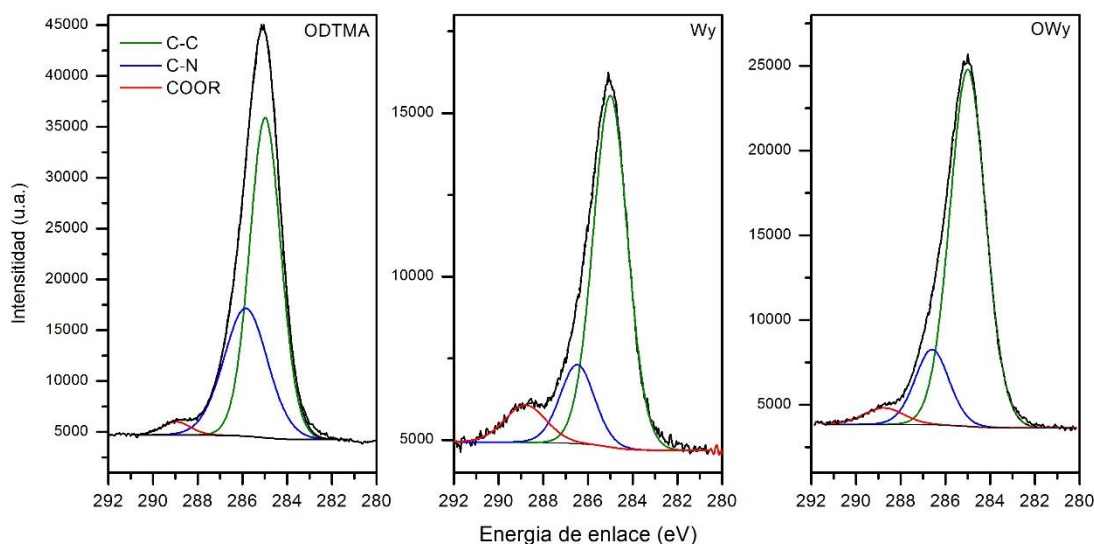 ODTMA
C-C
C-N
COOR
45000
40000
35000
30000
25000
20000
15000
10000
5000
292 290 288 286 284 282 280
Wy
15000
10000
5000
292 290 288 286 284 282 280
OWy
25000
20000
15000
10000
5000
292 290 288 286 284 282 280
Intensitidad (u.a.)
Energia de enlace (eV)